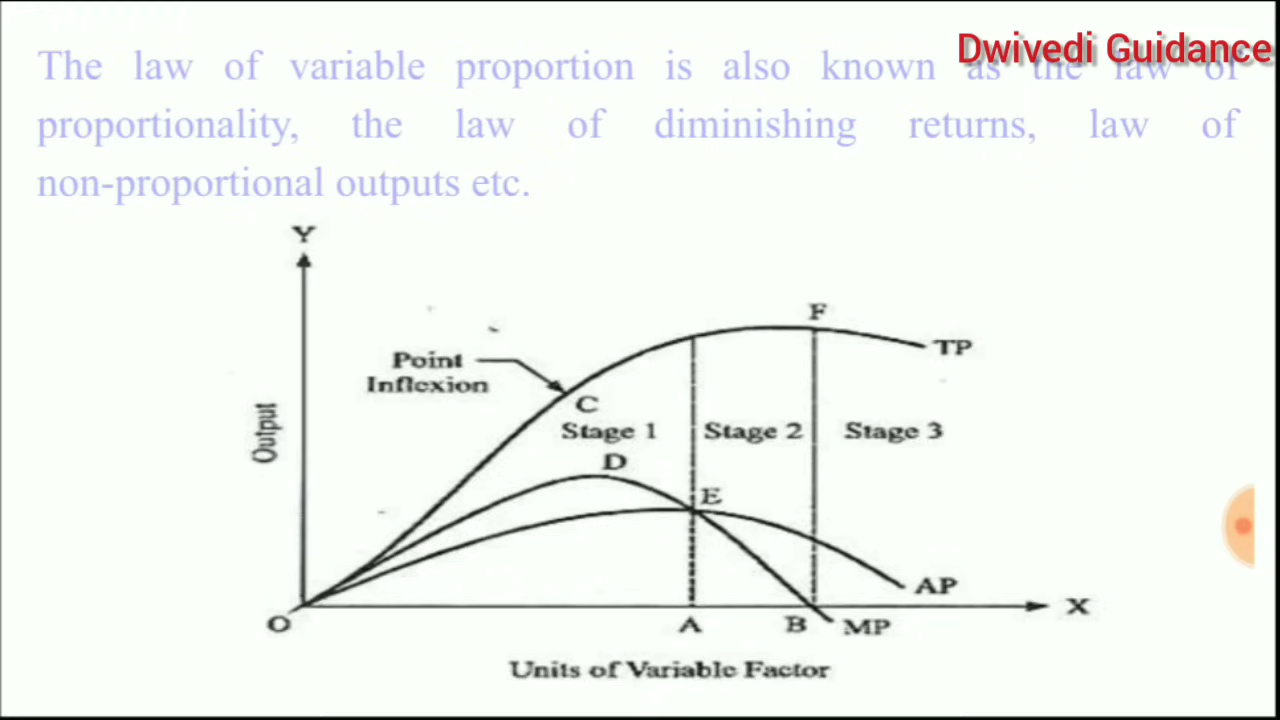 Dwivedi Guidance
The law of variable proportion is also known as the law of
proportionality, the law of diminishing returns, law of
non-proportional outputs etc.
Y
F
TP
Point
Inflexion
C
Output
Stage 1
Stage 2
Stage 3
D
E
AP
X
O
A
B
MP
Units of Variable Factor